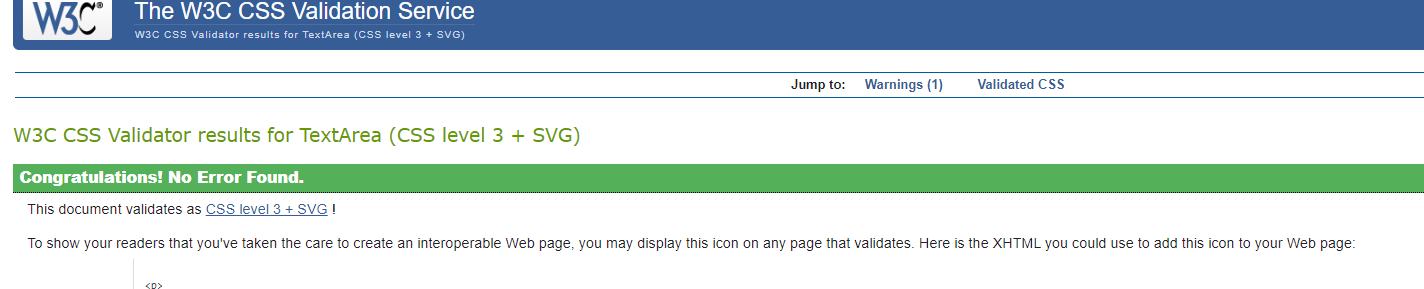 W3C®
The W3C CSS Validation Service
W3C CSS Validator results for TextArea (CSS level 3 + SVG)
Jump to: Warnings (1) Validated CSS
W3C CSS Validator results for TextArea (CSS level 3 + SVG)
Congratulations! No Error Found.
This document validates as CSS level 3 + SVG !
To show your readers that you've taken the care to create an interoperable Web page, you may display this icon on any page that validates. Here is the XHTML you could use to add this icon to your Web page:
<p>